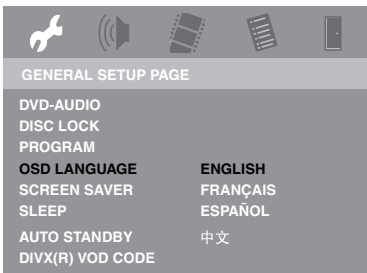 GENERAL SETUP PAGE
DVD-AUDIO
DISC LOCK
PROGRAM
OSD LANGUAGE ENGLISH
SCREEN SAVER FRANÇAIS
SLEEP ESPAÑOL
AUTO STANDBY 中文
DIVX(R) VOD CODE